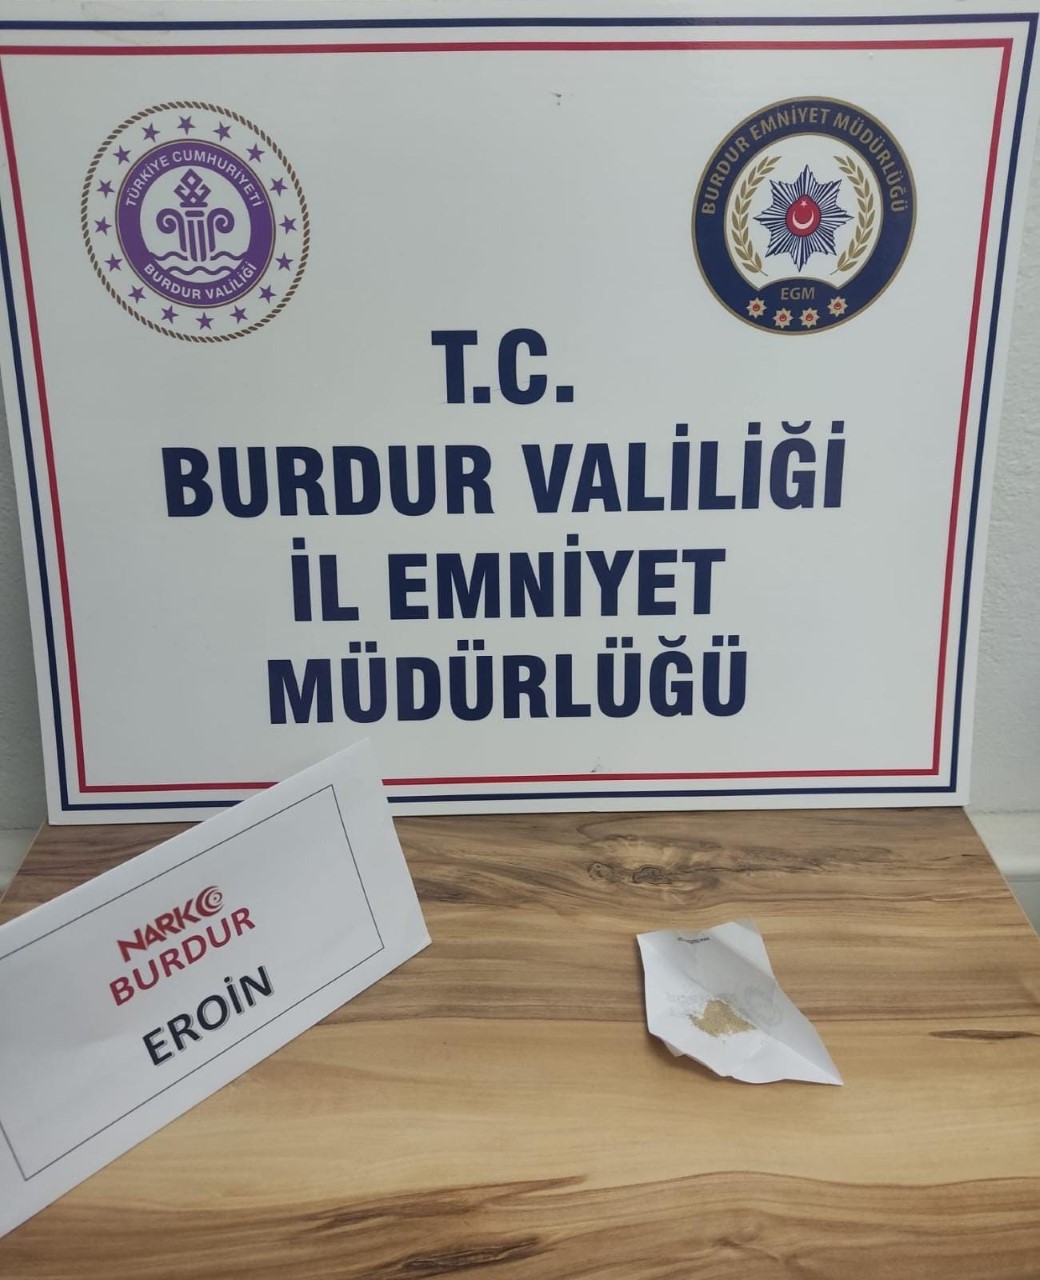 TÜRKİYE CUMHURİYETİ
BURDUR VALİLİĞİ
BURDUR EMNİYET MÜDÜRLÜĞÜ
EGM
T.C.
BURDUR VALİLİĞİ
İL EMNİYET
MÜDÜRLÜĞÜ
NARKO
BURDUR
EROİN